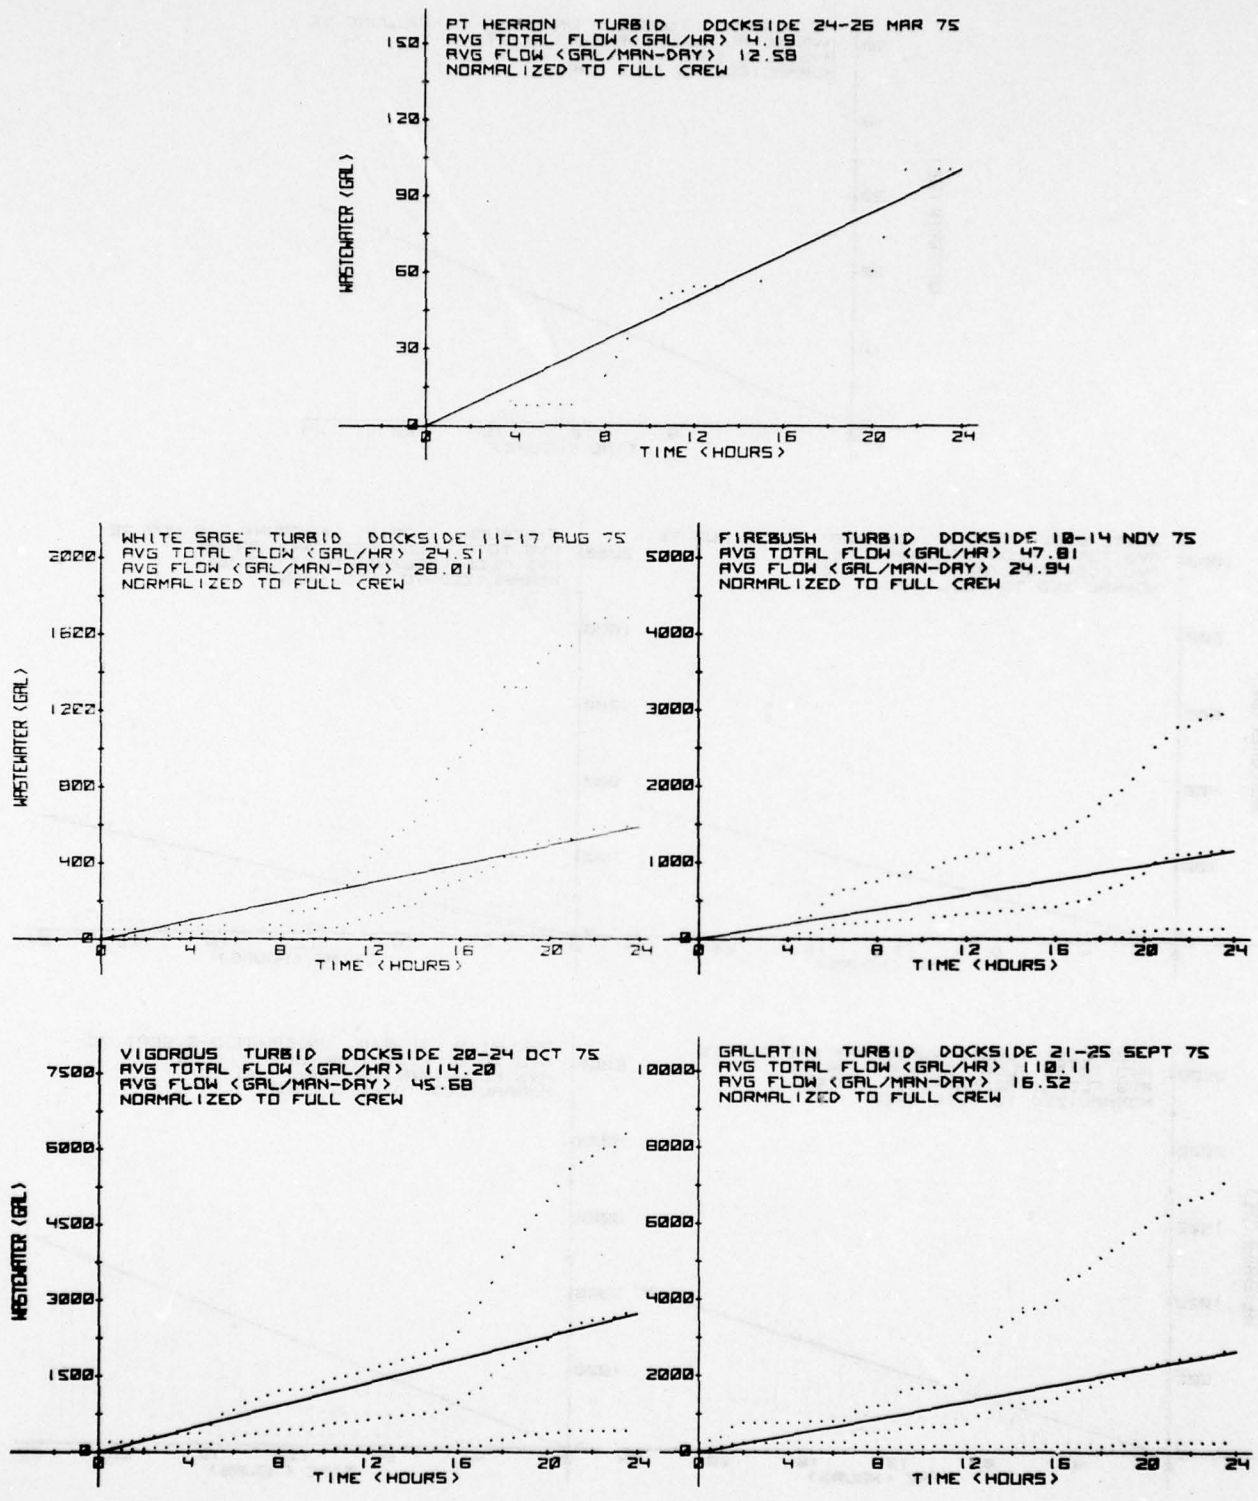 PT HERRON TURBID DOCKSIDE 24-26 MAR 75
AVG TOTAL FLOW <GAL/HR> 4.19
AVG FLOW <GAL/MAN-DAY> 12.58
NORMALIZED TO FULL CREW
150
120
90
60
30
0
WASTEWATER <GAL>
0 4 8 12 16 20 24
TIME <HOURS>
WHITE SAGE TURBID DOCKSIDE 11-17 AUG 75
AVG TOTAL FLOW <GAL/HR> 24.51
AVG FLOW <GAL/MAN-DAY> 28.01
NORMALIZED TO FULL CREW
2000
1600
1200
800
400
0
WASTEWATER <GAL>
0 4 8 12 16 20 24
TIME <HOURS>
FIREBUSH TURBID DOCKSIDE 10-14 NOV 75
AVG TOTAL FLOW <GAL/HR> 47.81
AVG FLOW <GAL/MAN-DAY> 24.94
NORMALIZED TO FULL CREW
5000
4000
3000
2000
1000
0
0 4 8 12 16 20 24
TIME <HOURS>
VIGOROUS TURBID DOCKSIDE 20-24 OCT 75
AVG TOTAL FLOW <GAL/HR> 114.20
AVG FLOW <GAL/MAN-DAY> 45.68
NORMALIZED TO FULL CREW
7500
6000
4500
3000
1500
0
WASTEWATER <GAL>
0 4 8 12 16 20 24
TIME <HOURS>
GALLATIN TURBID DOCKSIDE 21-25 SEPT 75
AVG TOTAL FLOW <GAL/HR> 110.11
AVG FLOW <GAL/MAN-DAY> 16.52
NORMALIZED TO FULL CREW
10000
8000
6000
4000
2000
0
0 4 8 12 16 20 24
TIME <HOURS>